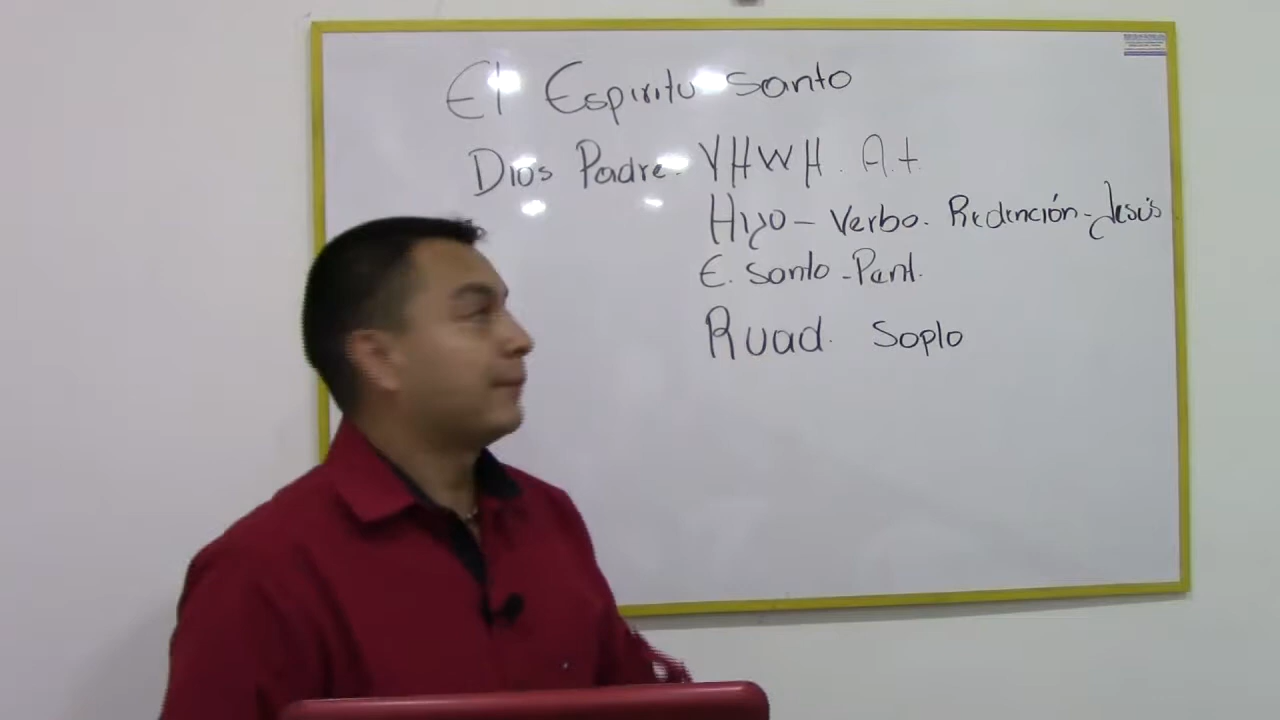 El Espiritu Santo
Dios Padre. YHWH. A.t.
Hijo - Verbo. Redención - Jesús
E. Santo - Pent.
Ruad. Soplo